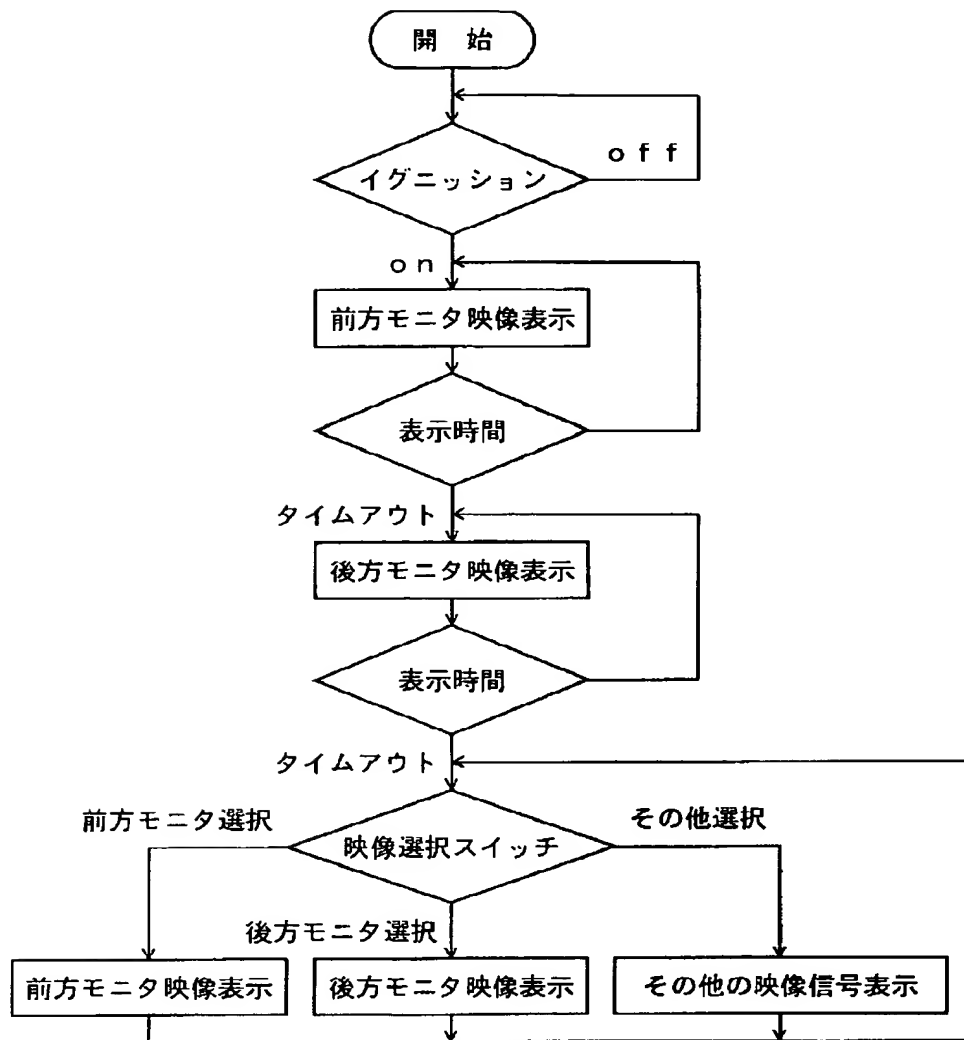 開 始
off
イグニッション
on
前方モニタ映像表示
表示時間
タイムアウト
後方モニタ映像表示
表示時間
タイムアウト
前方モニタ選択
その他選択
映像選択スイッチ
後方モニタ選択
前方モニタ映像表示
後方モニタ映像表示
その他の映像信号表示